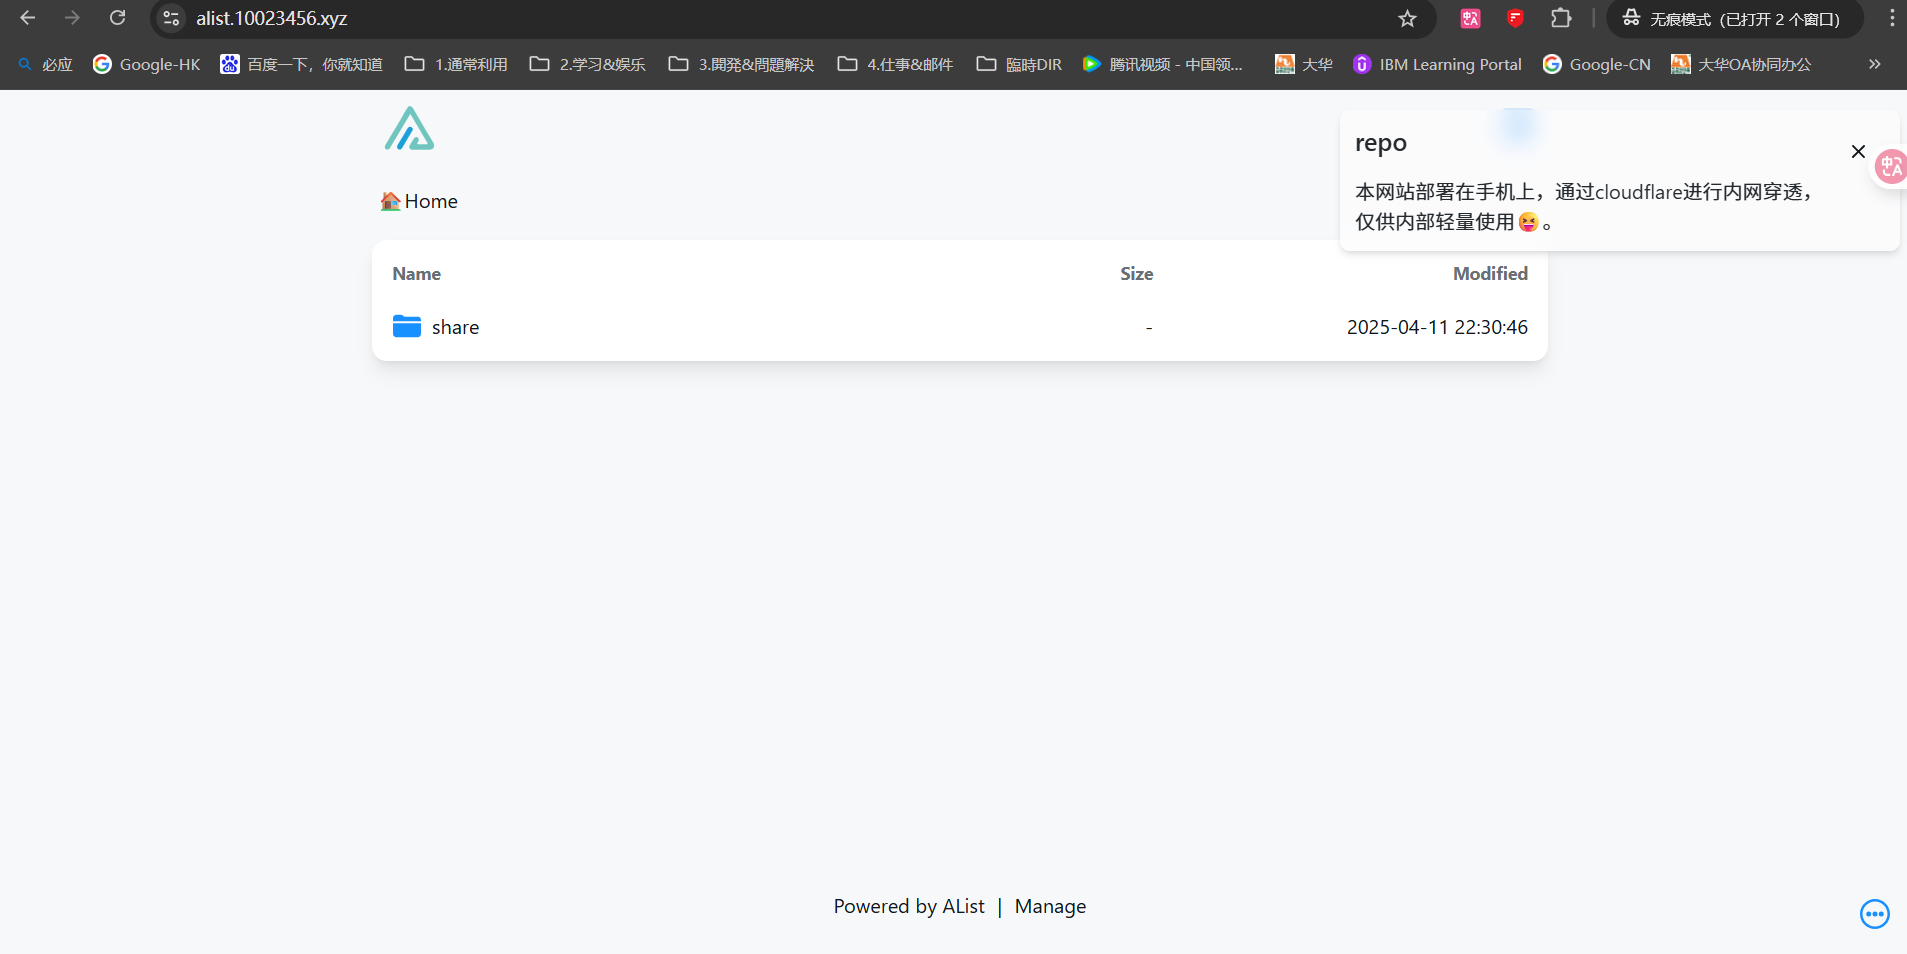 alist.10023456.xyz
无痕模式（已打开 2 个窗口）
必应
Google-HK
百度一下，你就知道
1.通常利用
2.学习&娱乐
3.開発&問題解決
4.仕事&邮件
臨時DIR
腾讯视频 - 中国领...
大华
IBM Learning Portal
Google-CN
大华OA协同办公
repo
本网站部署在手机上，通过cloudflare进行内网穿透，
仅供内部轻量使用😝。
Home
Name Size Modified
share - 2025-04-11 22:30:46
Powered by AList | Manage